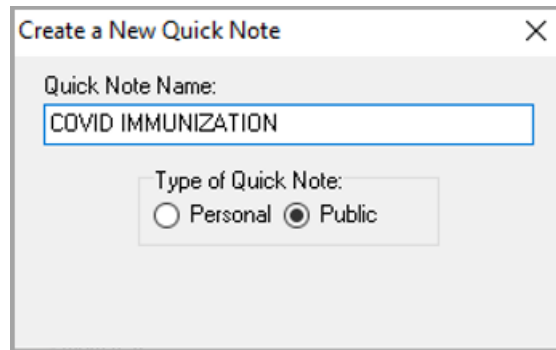 Create a New Quick Note
Quick Note Name:
COVID IMMUNIZATION
Type of Quick Note:
Personal Public